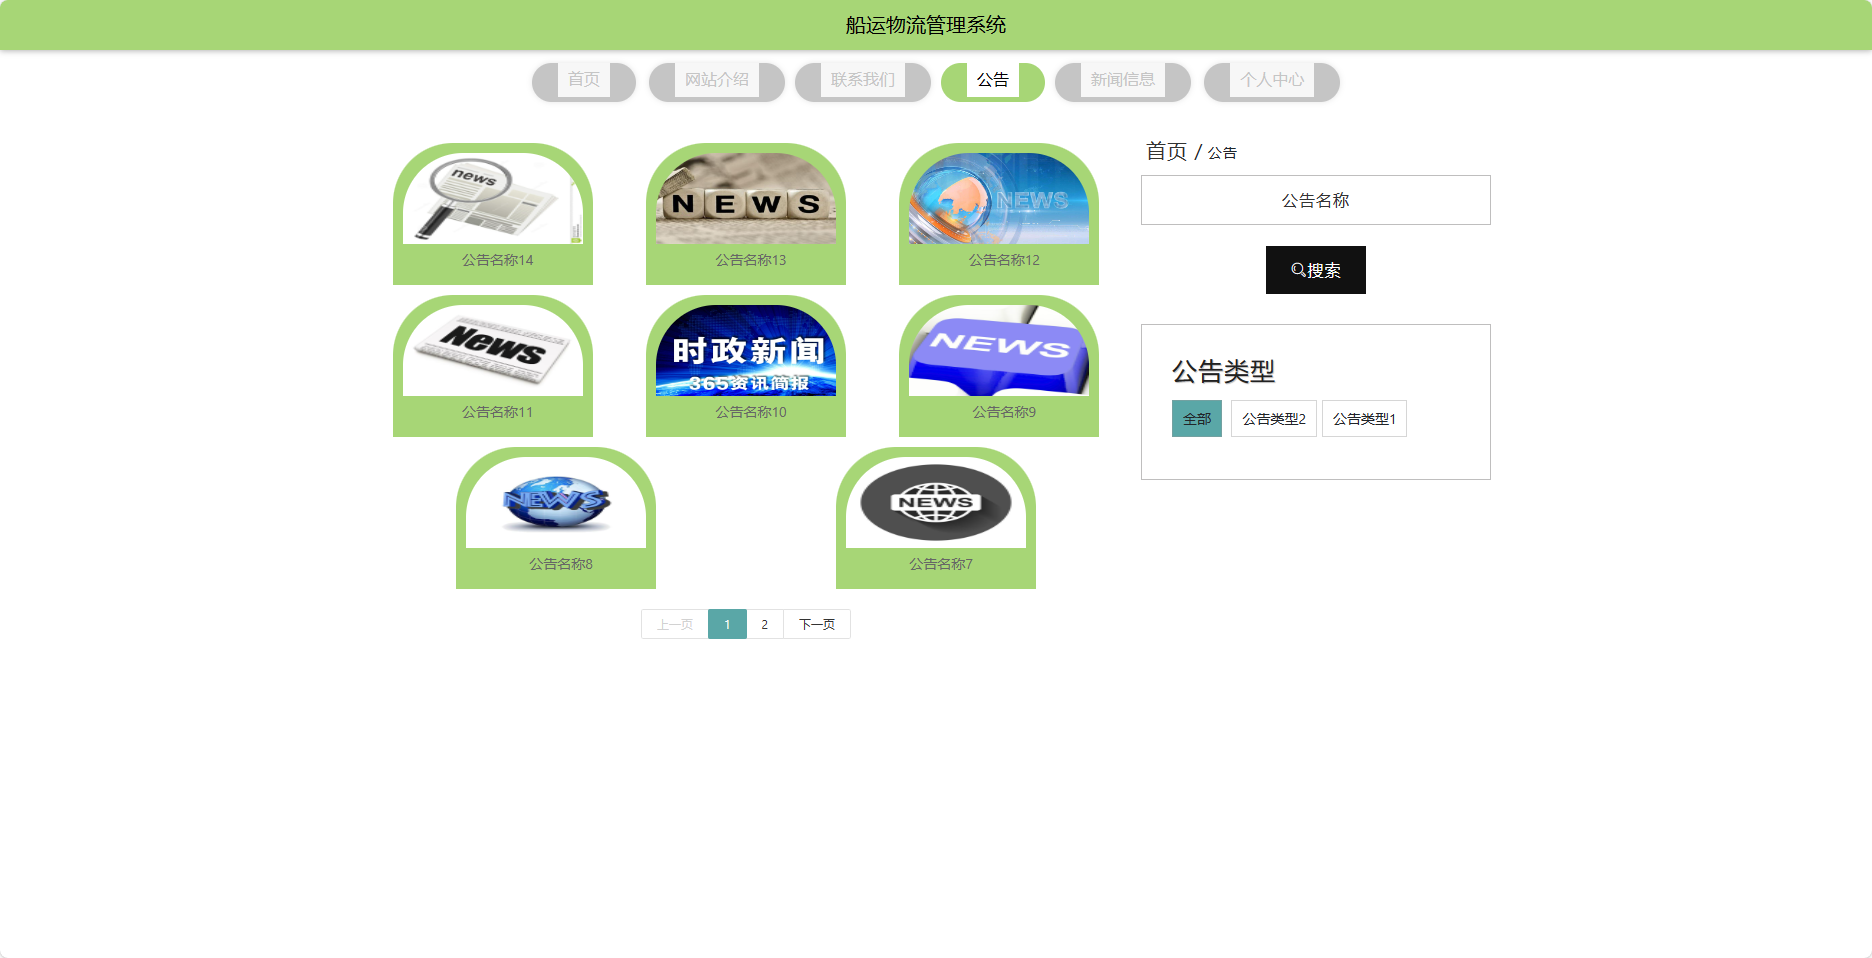 船运物流管理系统
首页
网站介绍
联系我们
公告
新闻信息
个人中心
首页 / 公告
公告名称
搜索
公告类型
全部
公告类型2
公告类型1
news
公告名称14
NEWS
公告名称13
NEWS
公告名称12
News
公告名称11
时政新闻
365资讯简报
公告名称10
NEWS
公告名称9
NEWS
公告名称8
NEWS
公告名称7
上一页
1
2
下一页